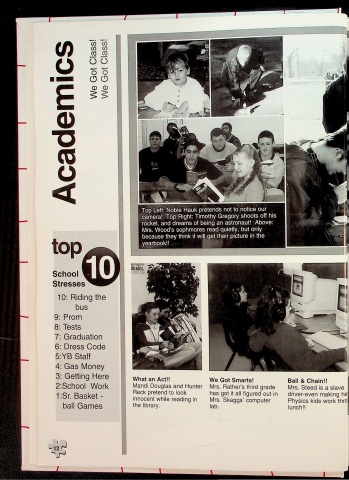 Academics
We Got Class!
We Got Class!
Top Left: Noble Hauk pretends not to notice our
camera! Top Right: Timothy Gregory shoots off his
rocket, and dreams of being an astronaut! Above:
Mrs. Wood's sophmores read quietly, but only
because they think it will get their picture in the
yearbook!!
top
10
School
Stresses
10: Riding the
bus
9: Prom
8: Tests
7: Graduation
6: Dress Code
5:YB Staff
4: Gas Money
3: Getting Here
2:School Work
1:Sr. Basket -
ball Games
What an Act!!
Mandi Douglas and Hunter
Reck pretend to look
innocent while reading in
the library.
We Got Smarts!
Mrs. Rather's third grade
has got it all figured out in
Mrs. Skaggs' computer
lab.
Ball & Chain!!
Mrs. Steed is a slave
driver-even making
Physics kids work
lunch!!